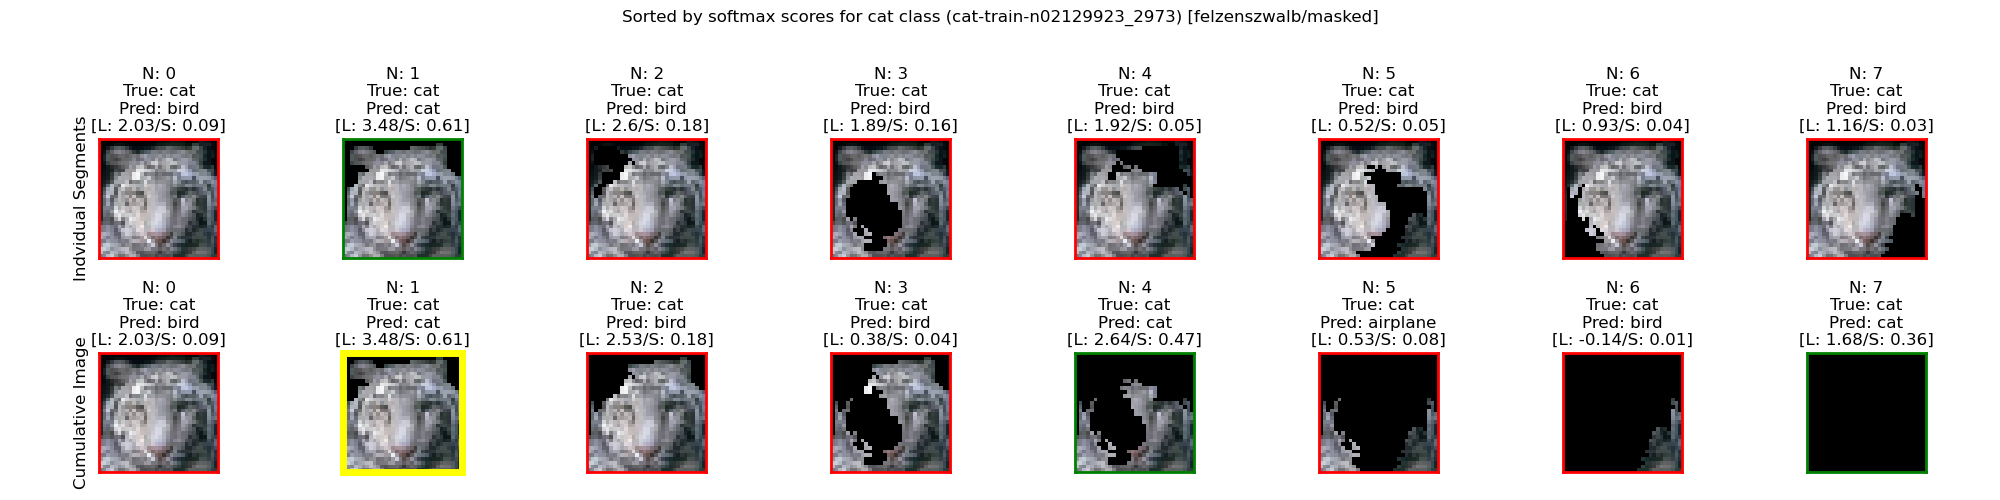 Sorted by softmax scores for cat class (cat-train-n02129923_2973) [felzenszwalb/masked]
Indvidual Segments
N: 0
True: cat
Pred: bird
[L: 2.03/S: 0.09]
N: 1
True: cat
Pred: cat
[L: 3.48/S: 0.61]
N: 2
True: cat
Pred: bird
[L: 2.6/S: 0.18]
N: 3
True: cat
Pred: bird
[L: 1.89/S: 0.16]
N: 4
True: cat
Pred: bird
[L: 1.92/S: 0.05]
N: 5
True: cat
Pred: bird
[L: 0.52/S: 0.05]
N: 6
True: cat
Pred: bird
[L: 0.93/S: 0.04]
N: 7
True: cat
Pred: bird
[L: 1.16/S: 0.03]
Cumulative Image
N: 0
True: cat
Pred: bird
[L: 2.03/S: 0.09]
N: 1
True: cat
Pred: cat
[L: 3.48/S: 0.61]
N: 2
True: cat
Pred: bird
[L: 2.53/S: 0.18]
N: 3
True: cat
Pred: bird
[L: 0.38/S: 0.04]
N: 4
True: cat
Pred: cat
[L: 2.64/S: 0.47]
N: 5
True: cat
Pred: airplane
[L: 0.53/S: 0.08]
N: 6
True: cat
Pred: bird
[L: -0.14/S: 0.01]
N: 7
True: cat
Pred: cat
[L: 1.68/S: 0.36]